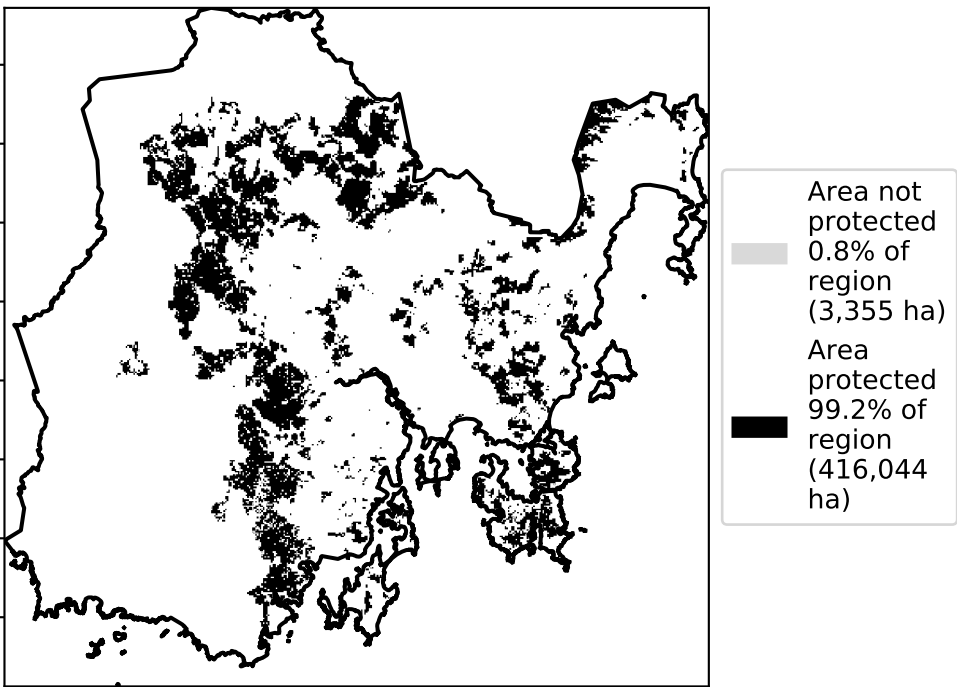 Area not
protected
0.8% of
region
(3,355 ha)
Area
protected
99.2% of
region
(416,044
ha)